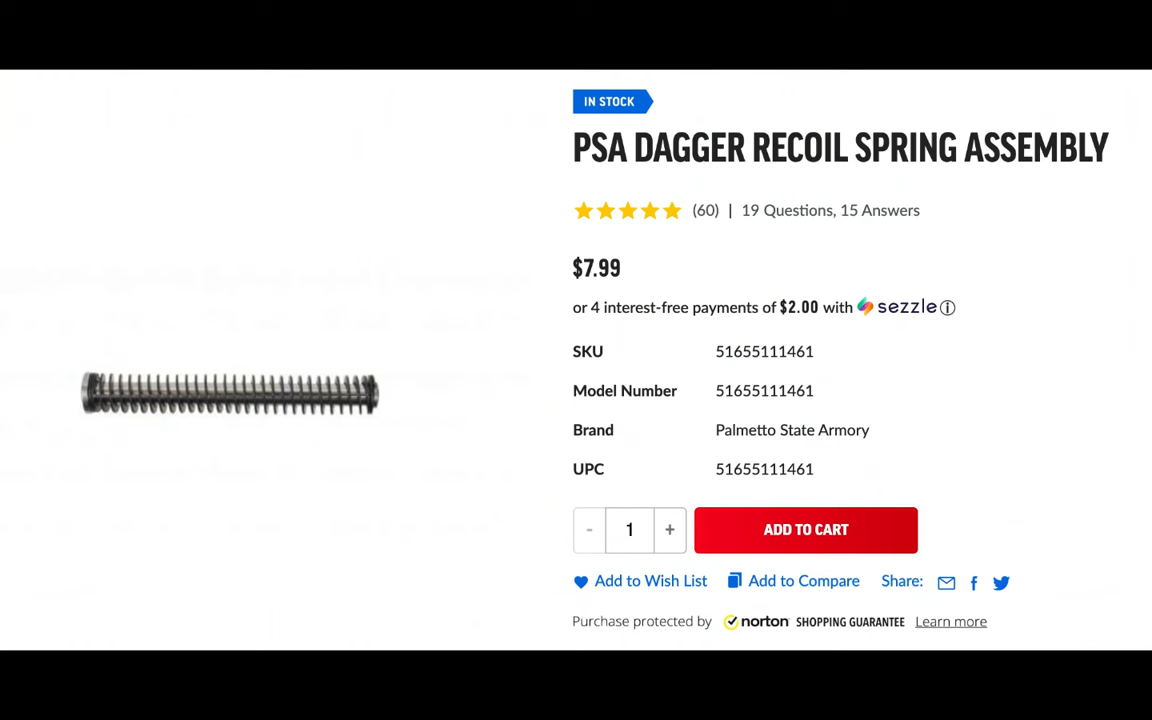 IN STOCK
PSA DAGGER RECOIL SPRING ASSEMBLY
(60) | 19 Questions, 15 Answers
$7.99
or 4 interest-free payments of $2.00 with sezzle
SKU 51655111461
Model Number 51655111461
Brand Palmetto State Armory
UPC 51655111461
- 1 + ADD TO CART
Add to Wish List Add to Compare Share:
Purchase protected by norton SHOPPING GUARANTEE Learn more